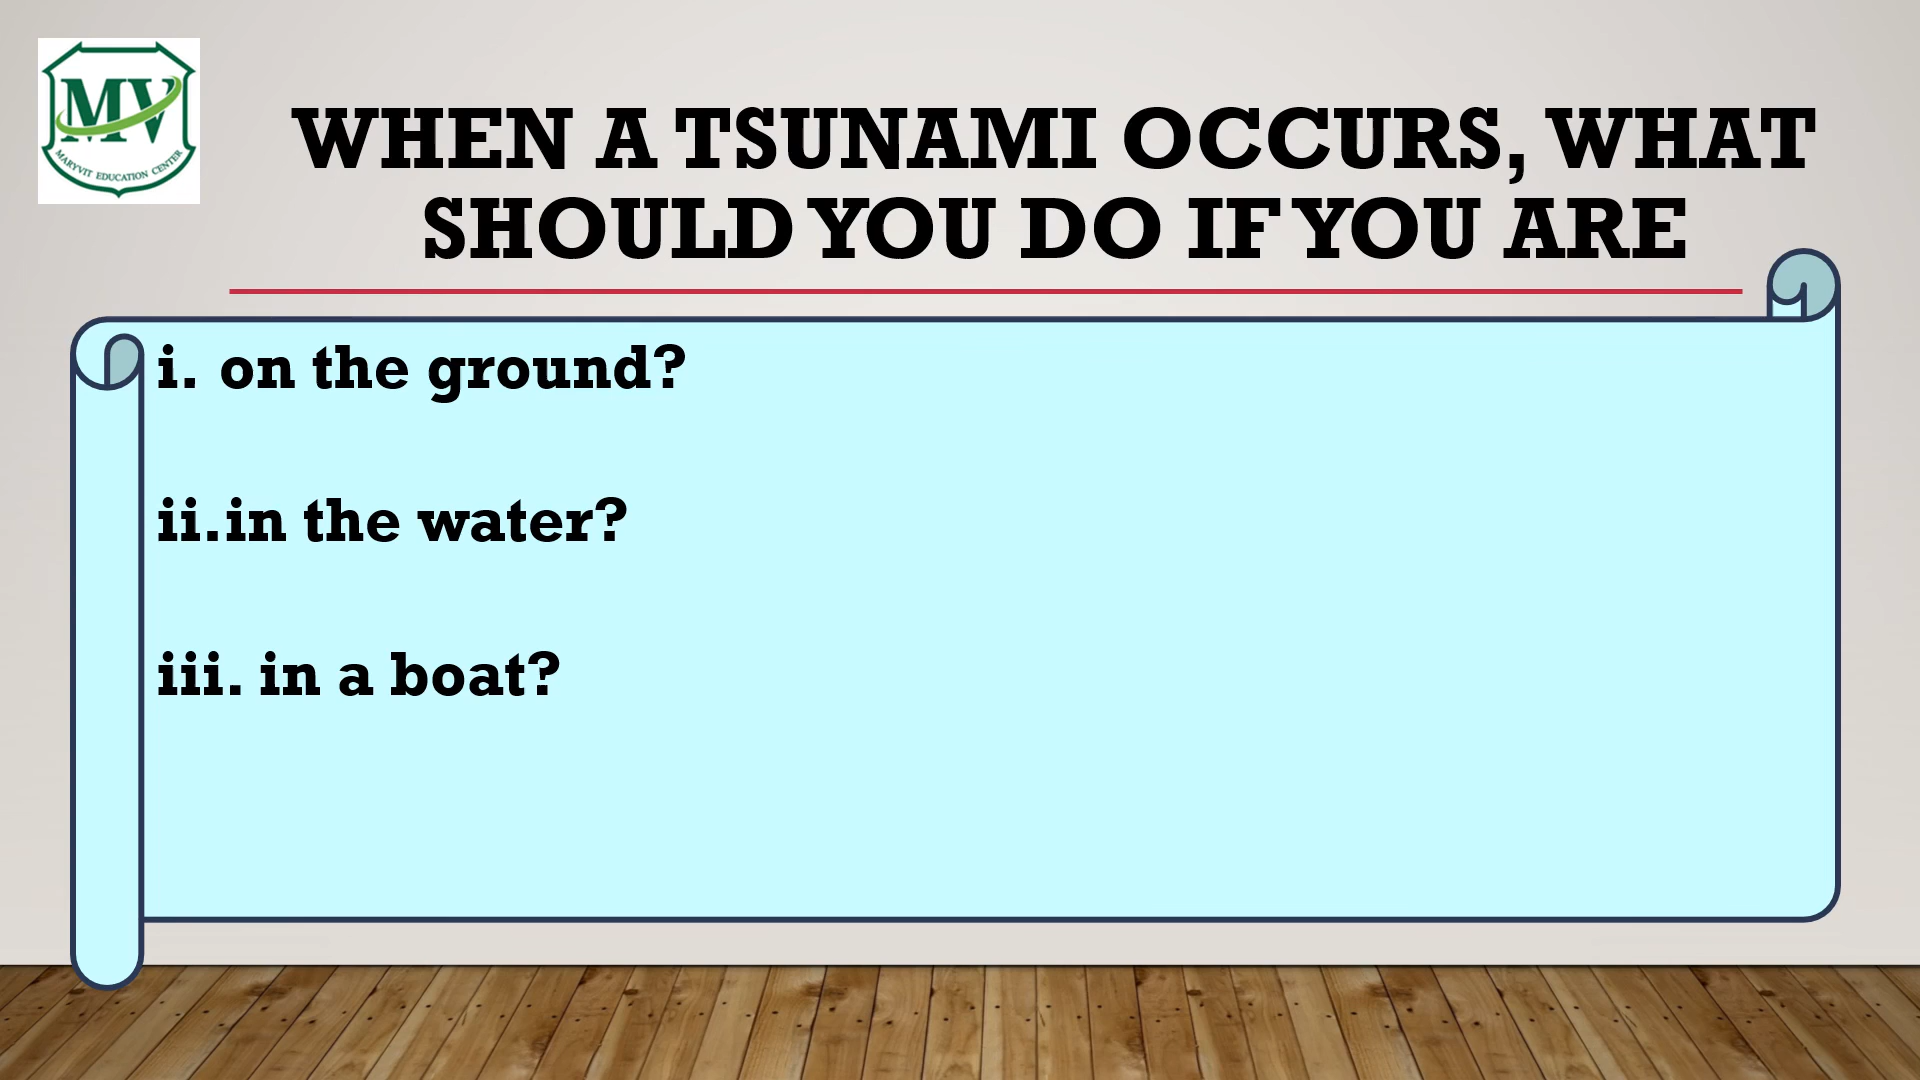 MV
MARYVIT EDUCATION CENTER
WHEN A TSUNAMI OCCURS, WHAT
SHOULD YOU DO IF YOU ARE
i. on the ground?
ii. in the water?
iii. in a boat?